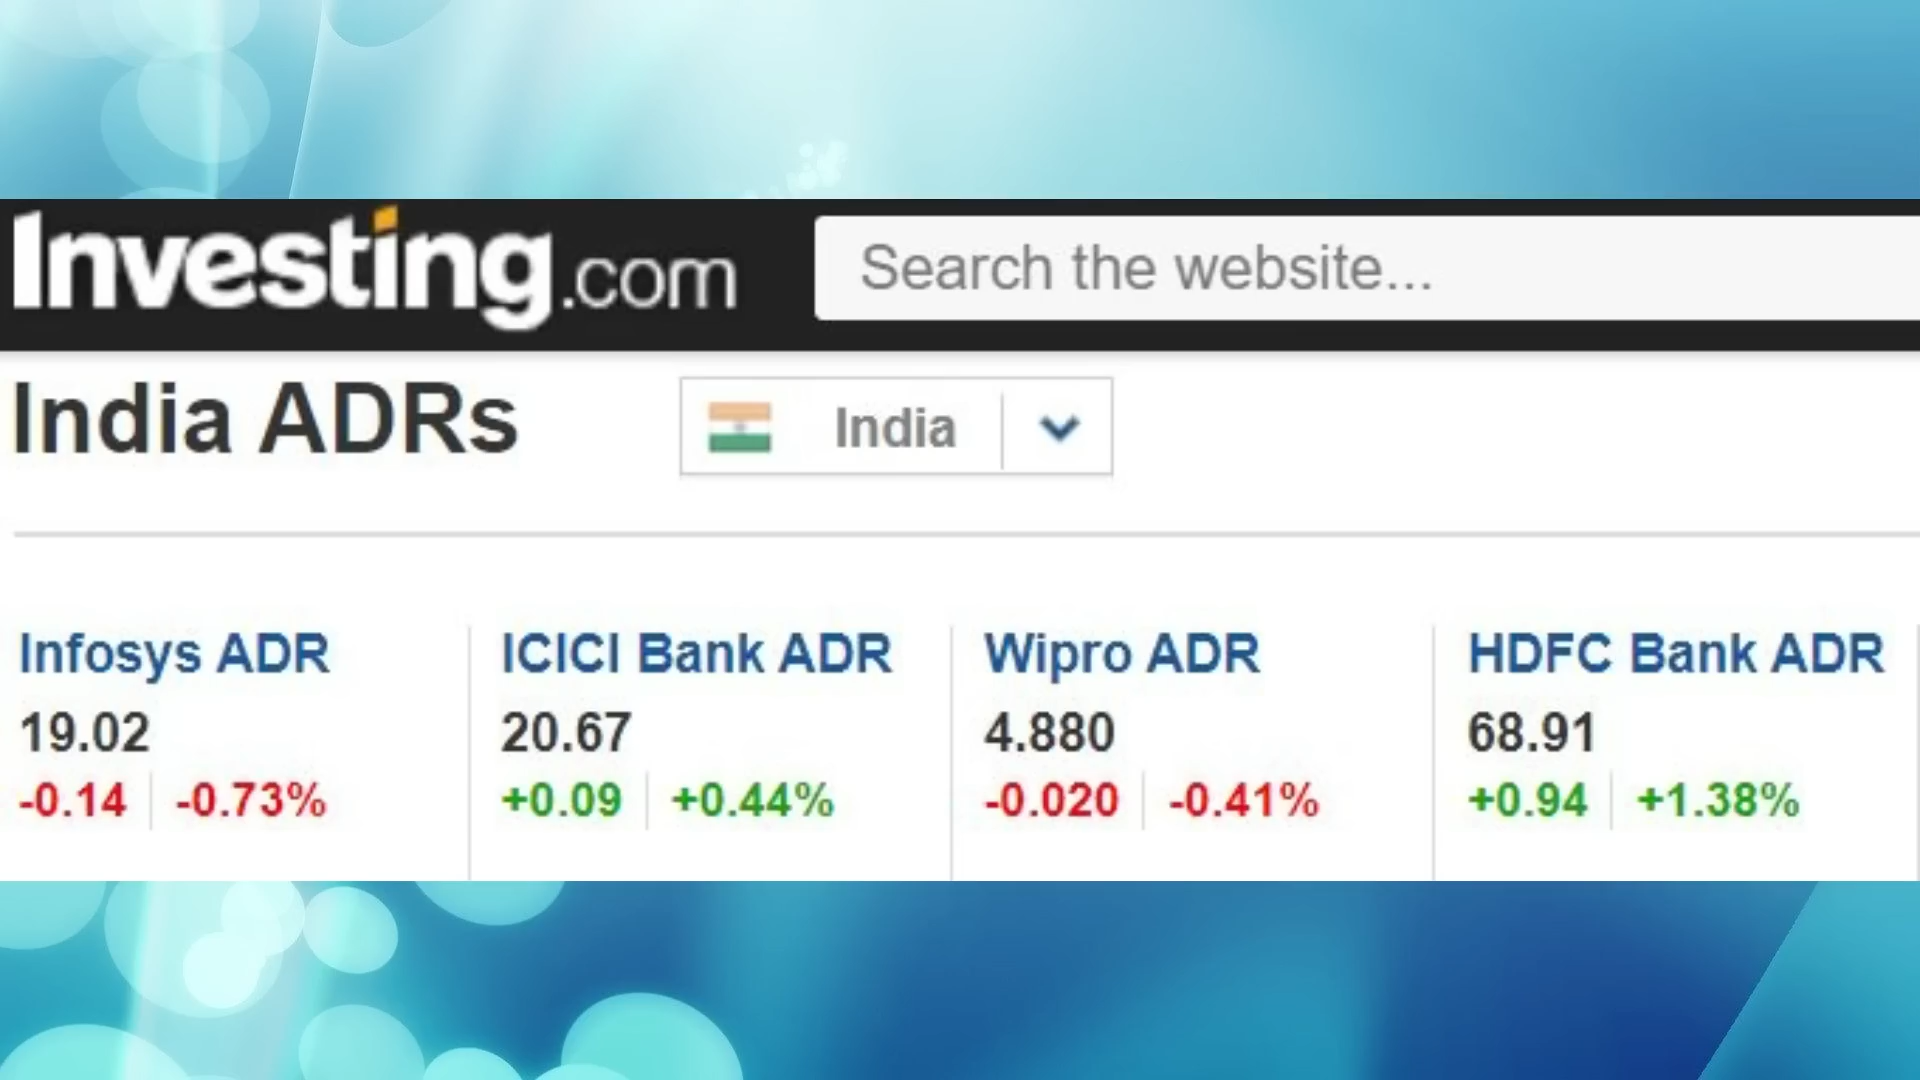 Investing.com
Search the website...
India ADRs
India
Infosys ADR
19.02
-0.14 -0.73%
ICICI Bank ADR
20.67
+0.09 +0.44%
Wipro ADR
4.880
-0.020 -0.41%
HDFC Bank ADR
68.91
+0.94 +1.38%